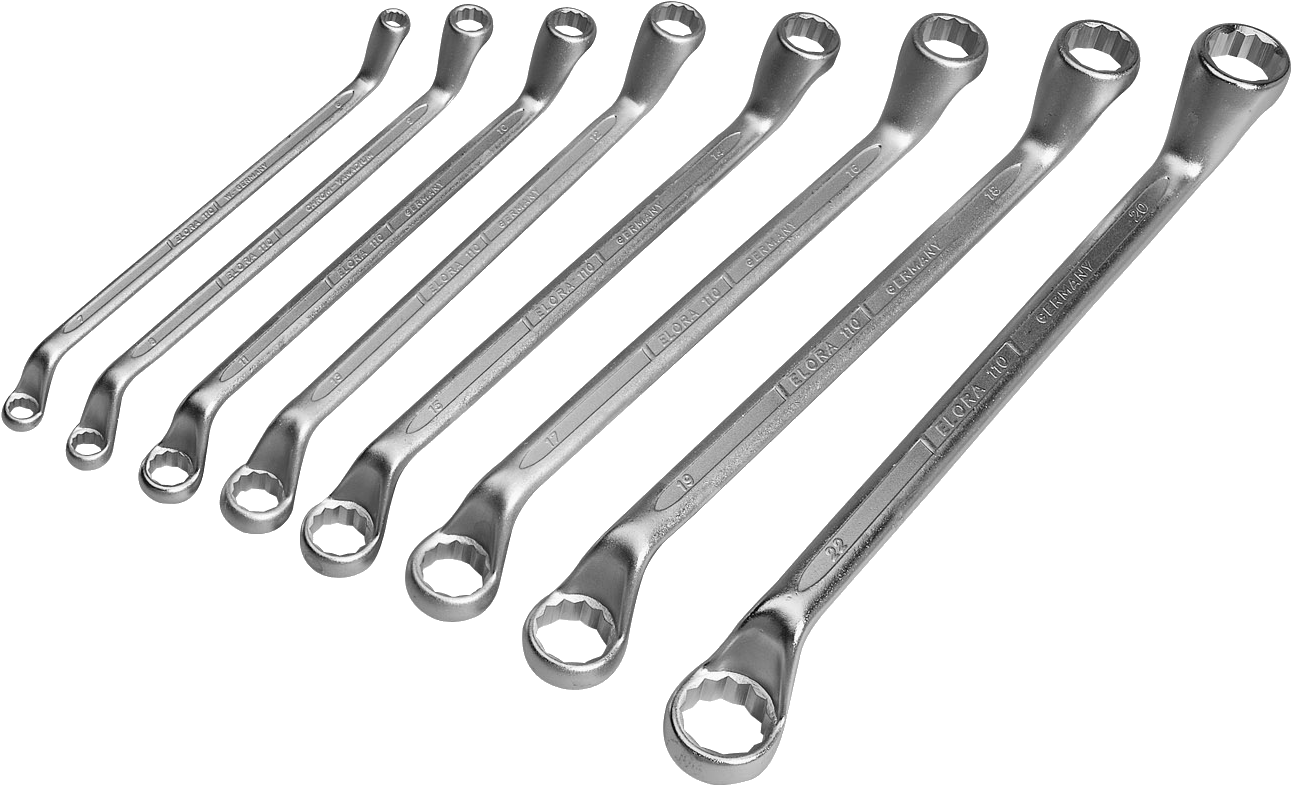 6
W.-GERMANY
ELORA 110
7
9
CHROM-VANADIUM
ELORA 110
8
10
GERMANY
ELORA 110
11
12
GERMANY
ELORA 110
13
14
GERMANY
ELORA 110
15
16
GERMANY
ELORA 110
17
18
GERMANY
ELORA 110
19
20
GERMANY
ELORA 110
22